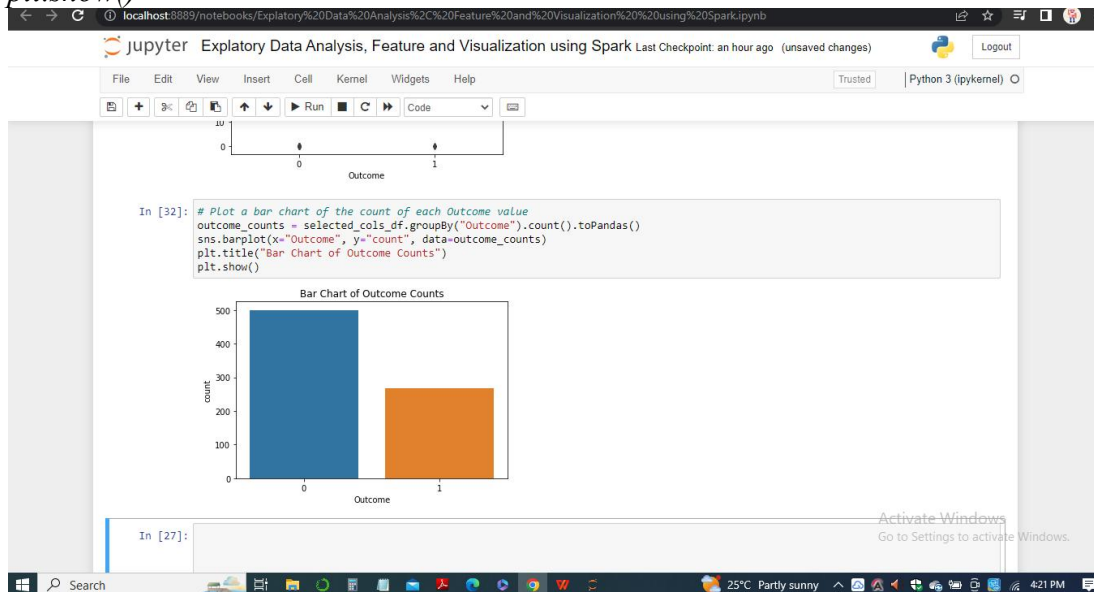 plt.show()
localhost:8889/notebooks/Explatory%20Data%20Analysis%2C%20Feature%20and%20Visualization%20%20using%20Spark.ipynb
jupyter Explatory Data Analysis, Feature and Visualization using Spark Last Checkpoint: an hour ago (unsaved changes)
Logout
File Edit View Insert Cell Kernel Widgets Help
Trusted Python 3 (ipykernel)
Run Code
10
0
0 1
Outcome
In [32]: # Plot a bar chart of the count of each Outcome value
outcome_counts = selected_cols_df.groupBy("Outcome").count().toPandas()
sns.barplot(x="Outcome", y="count", data=outcome_counts)
plt.title("Bar Chart of Outcome Counts")
plt.show()
Bar Chart of Outcome Counts
500
400
300
200
100
0
count
0 1
Outcome
In [27]:
Activate Windows
Go to Settings to activate Windows.
Search 25°C Partly sunny 4:21 PM